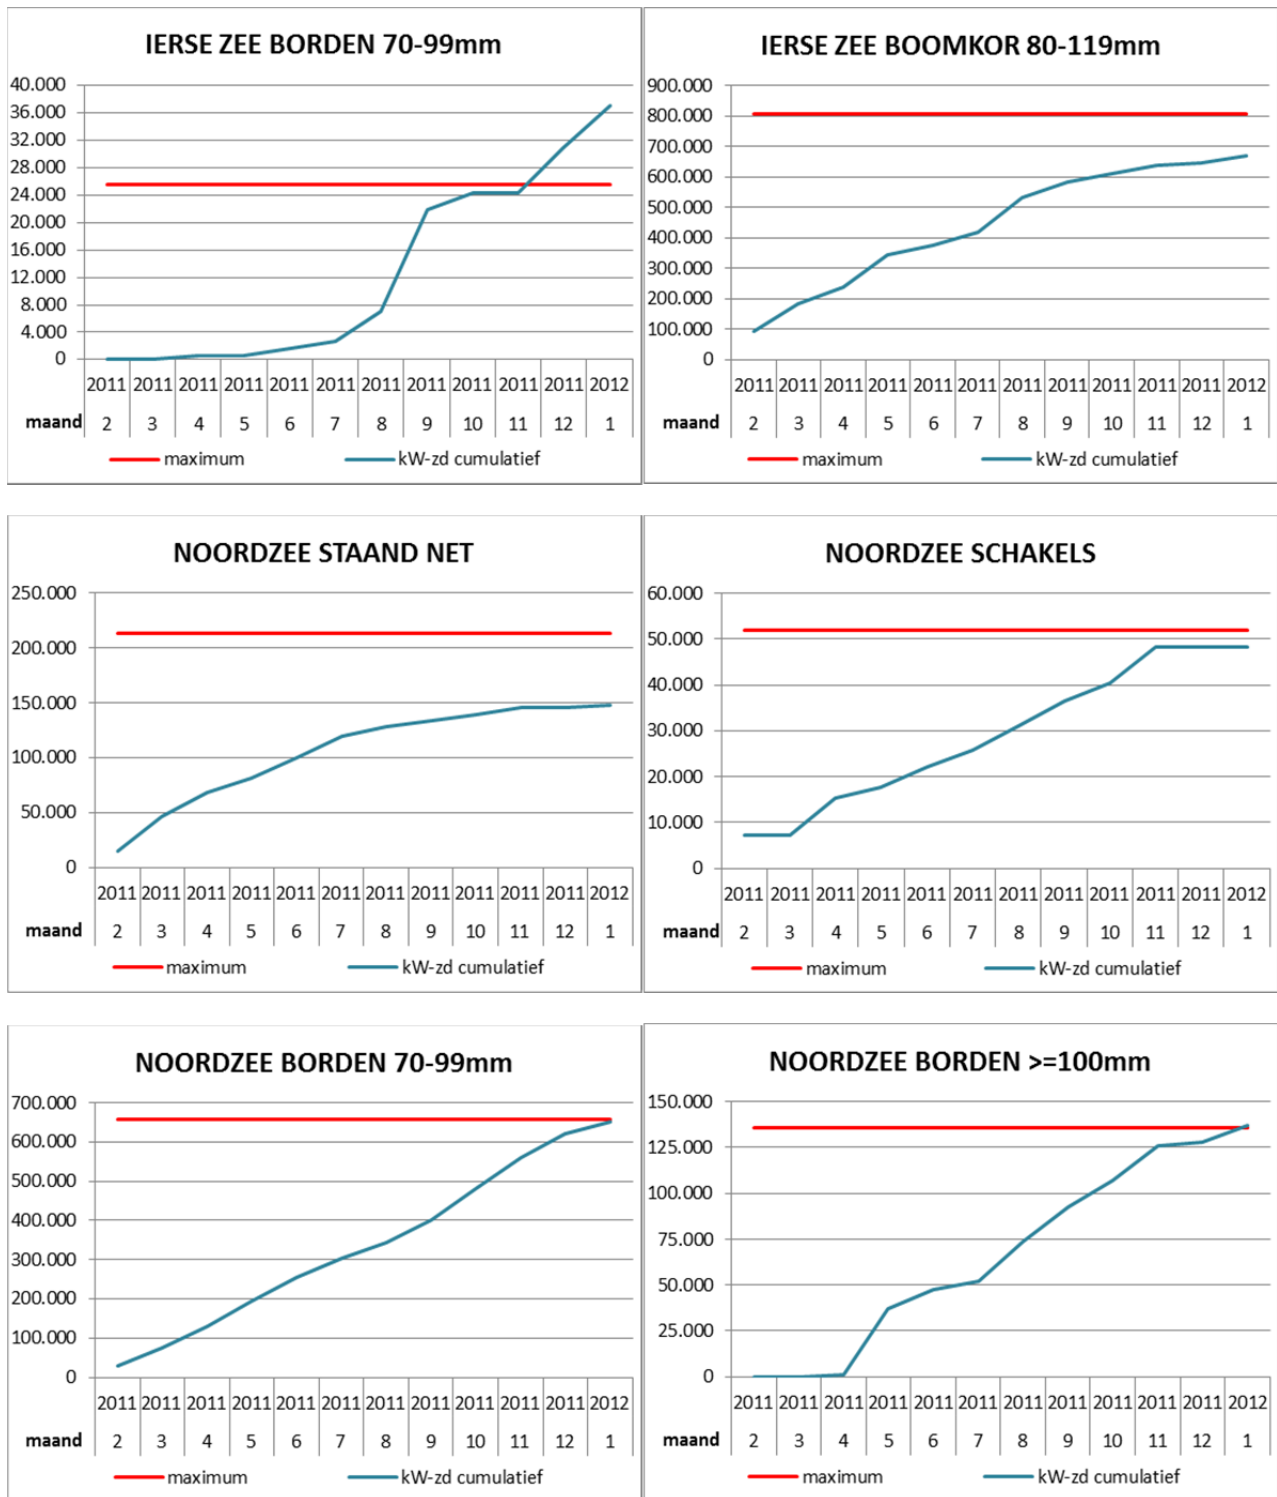 IERSE ZEE BORDEN 70-99mm
40.000
36.000
32.000
28.000
24.000
20.000
16.000
12.000
8.000
4.000
0
2011 2011 2011 2011 2011 2011 2011 2011 2011 2011 2011 2012
maand 2 3 4 5 6 7 8 9 10 11 12 1
maximum kW-zd cumulatief
IERSE ZEE BOOMKOR 80-119mm
900.000
800.000
700.000
600.000
500.000
400.000
300.000
200.000
100.000
0
2011 2011 2011 2011 2011 2011 2011 2011 2011 2011 2011 2012
maand 2 3 4 5 6 7 8 9 10 11 12 1
maximum kW-zd cumulatief
NOORDZEE STAAND NET
250.000
200.000
150.000
100.000
50.000
0
2011 2011 2011 2011 2011 2011 2011 2011 2011 2011 2011 2012
maand 2 3 4 5 6 7 8 9 10 11 12 1
maximum kW-zd cumulatief
NOORDZEE SCHAKELS
60.000
50.000
40.000
30.000
20.000
10.000
0
2011 2011 2011 2011 2011 2011 2011 2011 2011 2011 2011 2012
maand 2 3 4 5 6 7 8 9 10 11 12 1
maximum kW-zd cumulatief
NOORDZEE BORDEN 70-99mm
700.000
600.000
500.000
400.000
300.000
200.000
100.000
0
2011 2011 2011 2011 2011 2011 2011 2011 2011 2011 2011 2012
maand 2 3 4 5 6 7 8 9 10 11 12 1
maximum kW-zd cumulatief
NOORDZEE BORDEN >=100mm
150.000
125.000
100.000
75.000
50.000
25.000
0
2011 2011 2011 2011 2011 2011 2011 2011 2011 2011 2011 2012
maand 2 3 4 5 6 7 8 9 10 11 12 1
maximum kW-zd cumulatief